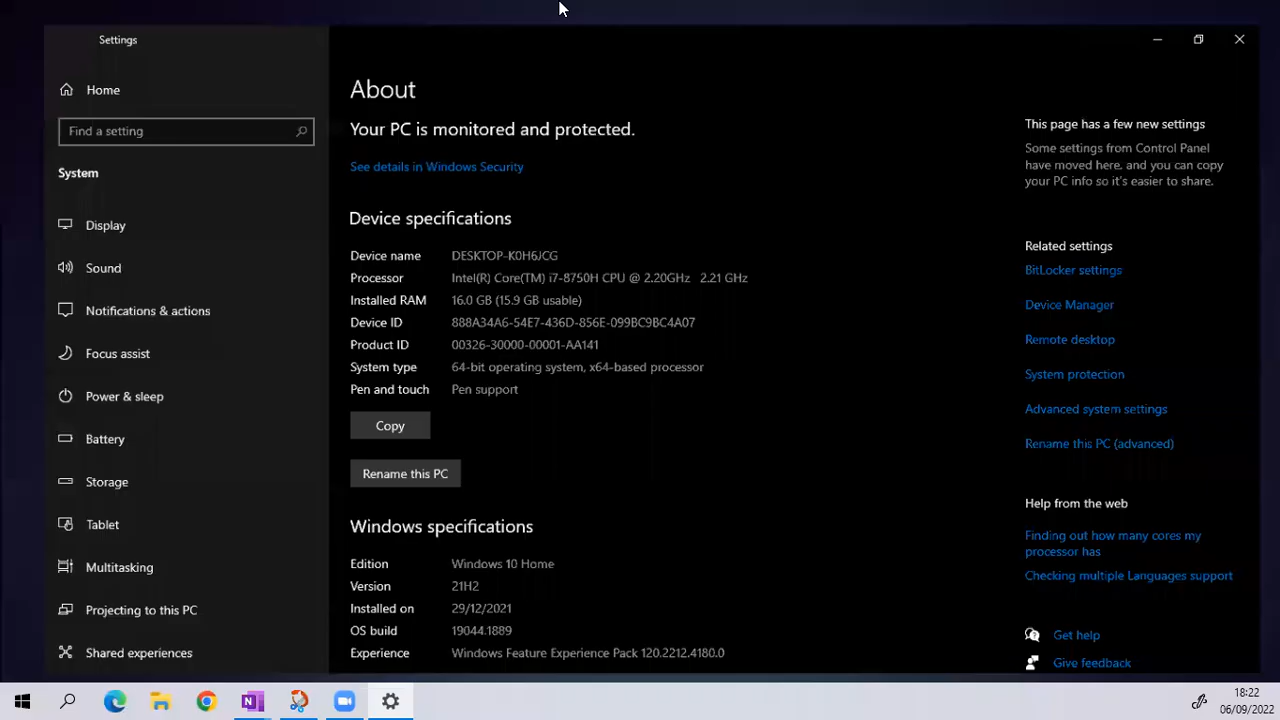 Settings
Home
Find a setting
System
Display
Sound
Notifications & actions
Focus assist
Power & sleep
Battery
Storage
Tablet
Multitasking
Projecting to this PC
Shared experiences
About
Your PC is monitored and protected.
See details in Windows Security
Device specifications
Device name DESKTOP-K0H6JCG
Processor Intel(R) Core(TM) i7-8750H CPU @ 2.20GHz 2.21 GHz
Installed RAM 16.0 GB (15.9 GB usable)
Device ID 888A34A6-54E7-436D-856E-099BC9BC4A07
Product ID 00326-30000-00001-AA141
System type 64-bit operating system, x64-based processor
Pen and touch Pen support
Copy
Rename this PC
Windows specifications
Edition Windows 10 Home
Version 21H2
Installed on 29/12/2021
OS build 19044.1889
Experience Windows Feature Experience Pack 120.2212.4180.0
This page has a few new settings
Some settings from Control Panel
have moved here, and you can copy
your PC info so it's easier to share.
Related settings
BitLocker settings
Device Manager
Remote desktop
System protection
Advanced system settings
Rename this PC (advanced)
Help from the web
Finding out how many cores my
processor has
Checking multiple Languages support
Get help
Give feedback
18:22
06/09/2022